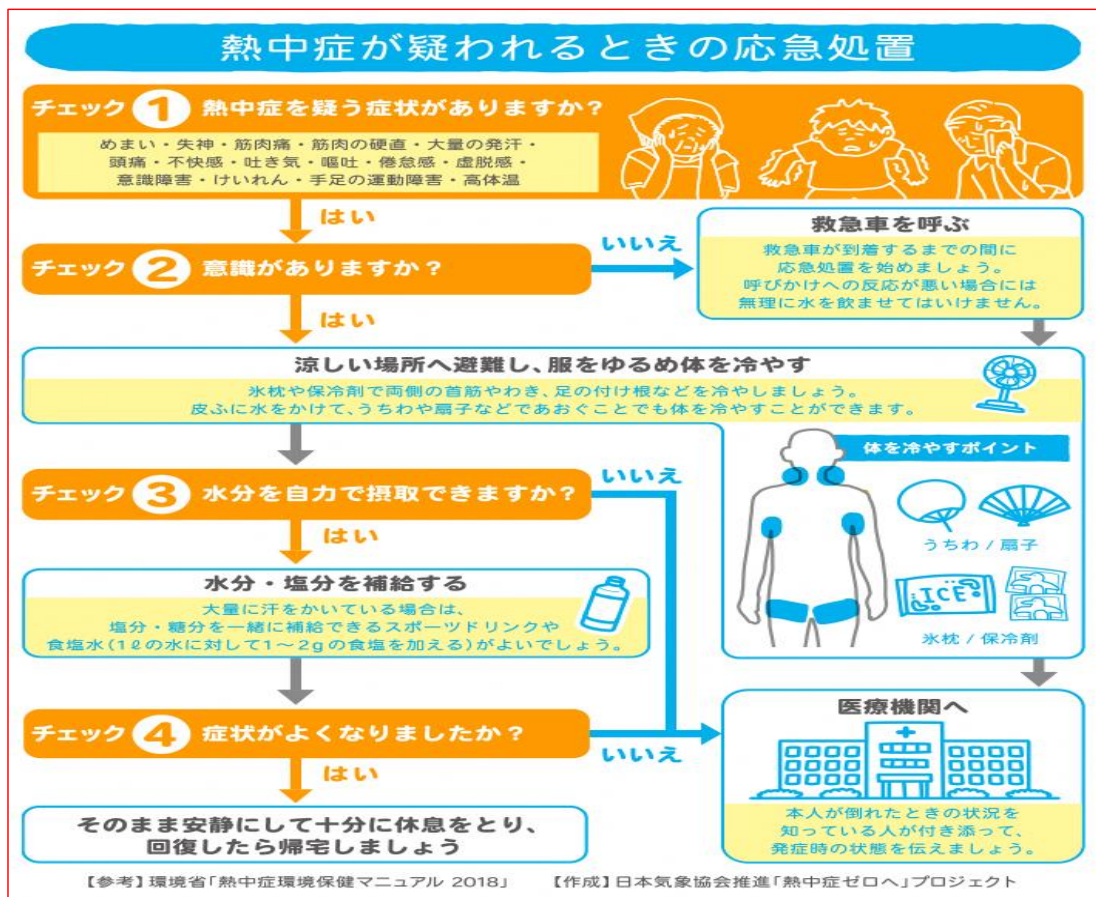 熱中症が疑われるときの応急処置
チェック 1 熱中症を疑う症状がありますか?
めまい・失神・筋肉痛・筋肉の硬直・大量の発汗・
頭痛・不快感・吐き気・嘔吐・倦怠感・虚脱感・
意識障害・けいれん・手足の運動障害・高体温
はい
チェック 2 意識がありますか?
いいえ
救急車を呼ぶ
救急車が到着するまでの間に
応急処置を始めましょう。
呼びかけへの反応が悪い場合には
無理に水を飲ませてはいけません。
はい
涼しい場所へ避難し、服をゆるめ体を冷やす
氷枕や保冷剤で両側の首筋やわき、足の付け根などを冷やしましょう。
皮ふに水をかけて、うちわや扇子などであおぐことでも体を冷やすことができます。
体を冷やすポイント
うちわ / 扇子
ICE
氷枕 / 保冷剤
チェック 3 水分を自力で摂取できますか?
いいえ
はい
水分・塩分を補給する
大量に汗をかいている場合は、
塩分・糖分を一緒に補給できるスポーツドリンクや
食塩水(1ℓの水に対して1~2gの食塩を加える)がよいでしょう。
チェック 4 症状がよくなりましたか?
いいえ
はい
そのまま安静にして十分に休息をとり、
回復したら帰宅しましょう
医療機関へ
本人が倒れたときの状況を
知っている人が付き添って、
発症時の状態を伝えましょう。
【参考】環境省「熱中症環境保健マニュアル 2018」 【作成】日本気象協会推進「熱中症ゼロへ」プロジェクト